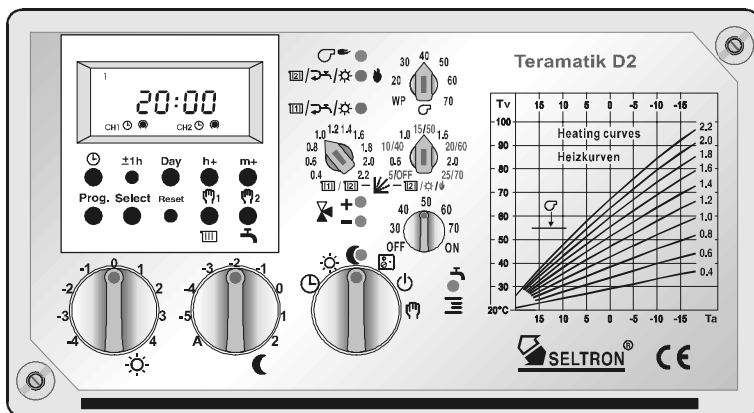 Teramatik D2
1
20:00
CH1 CH2
±1h Day h+ m+
Prog. Select Reset 1 2
2 /
1 /
20 30 40 50 60 70
WP
0.4 0.6 0.8 1.0 1.2 1.4 1.6 1.8 2.0 2.2
0.6 1.0 1.6 2.0
5/OFF 10/40 15/50 20/60 25/70
1 / 2 - - 2 /
+
-
OFF 30 40 50 60 70 ON
-4 -3 -2 -1 0 1 2 3 4
A -5 -4 -3 -2 -1 0 1 2
Tv 15 10 5 0 -5 -10 -15
100
90
80
70
60
50
40
30
20°C
Heating curves
Heizkurven
2,2
2,0
1,8
1,6
1,4
1,2
1,0
0,8
0,6
0,4
15 10 5 0 -5 -10 -15 Ta
SELTRON ® CE